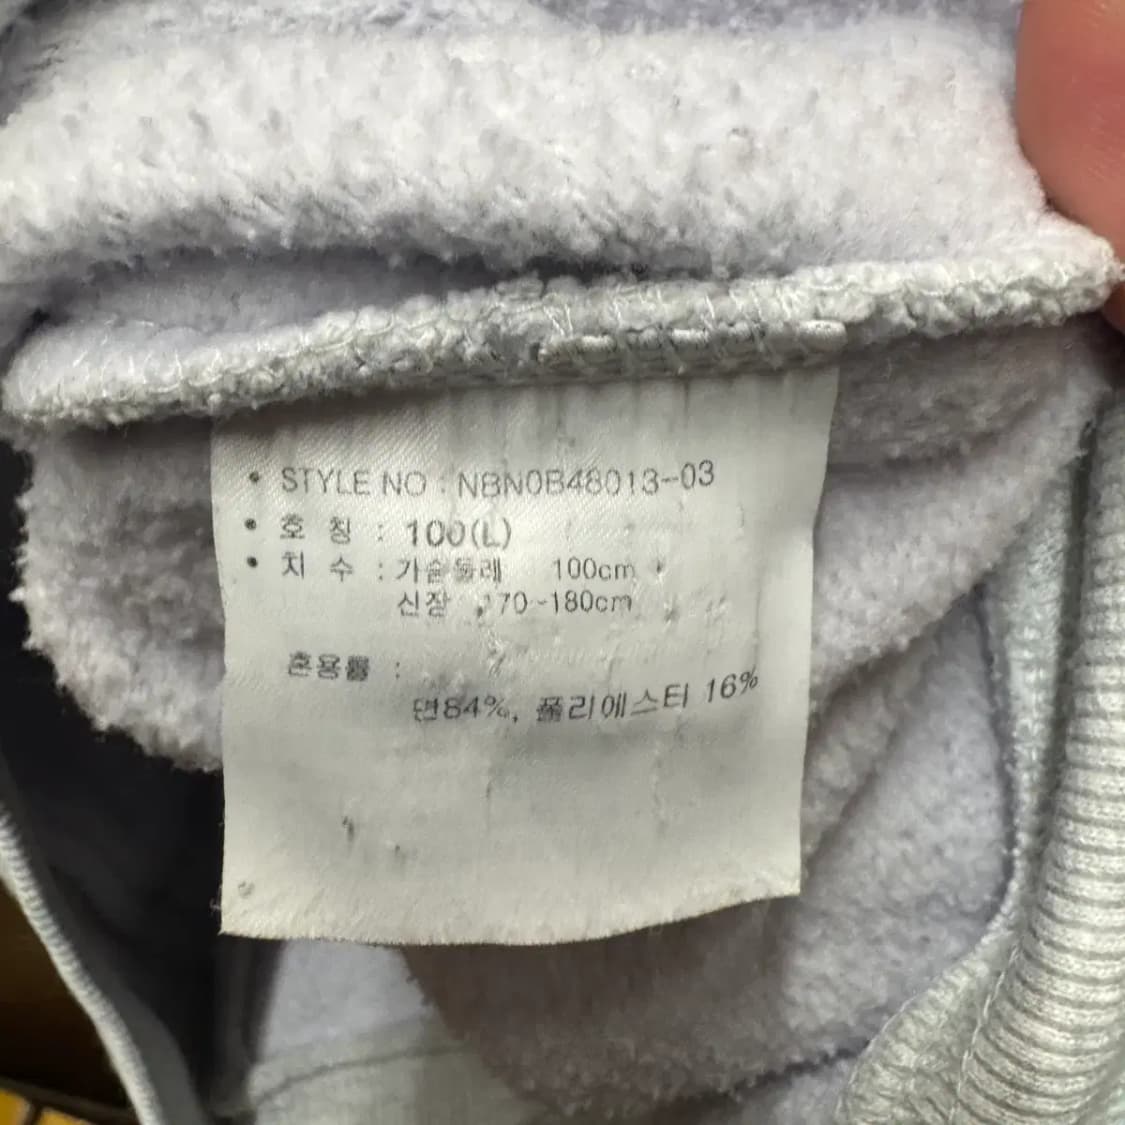 • STYLE NO : NBN0B48013-03
• 호 칭 : 100(L)
• 치 수 : 가슴둘레 100cm
신장 170~180cm
혼용률 :
면84%, 폴리에스터 16%